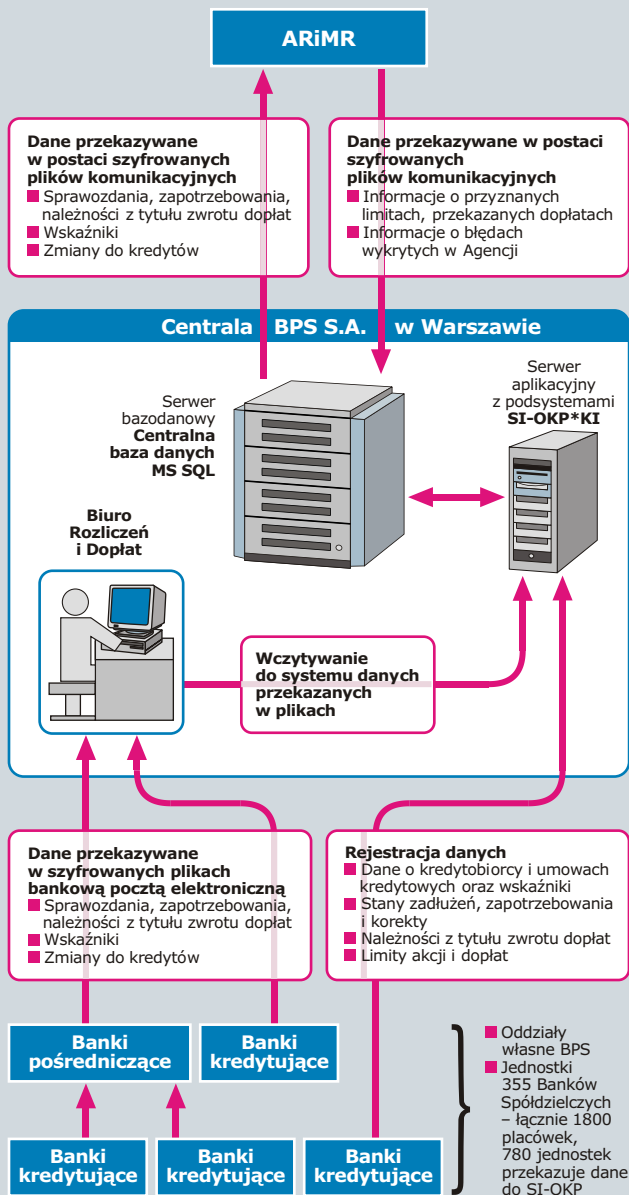 ARiMR
Dane przekazywane
w postaci szyfrowanych
plików komunikacyjnych
Sprawozdania, zapotrzebowania,
należności z tytułu zwrotu dopłat
Wskaźniki
Zmiany do kredytów
Dane przekazywane w postaci
szyfrowanych
plików komunikacyjnych
Informacje o przyznanych
limitach, przekazanych dopłatach
Informacje o błędach
wykrytych w Agencji
Centrala BPS S.A. w Warszawie
Serwer
bazodanowy
Centralna
baza danych
MS SQL
Serwer
aplikacyjny
z podsystemami
SI-OKP*KI
Biuro
Rozliczeń
i Dopłat
Wczytywanie
do systemu danych
przekazanych
w plikach
Dane przekazywane
w szyfrowanych plikach
bankową pocztą elektroniczną
Sprawozdania, zapotrzebowania,
należności z tytułu zwrotu dopłat
Wskaźniki
Zmiany do kredytów
Rejestracja danych
Dane o kredytobiorcy i umowach
kredytowych oraz wskaźniki
Stany zadłużeń, zapotrzebowania
i korekty
Należności z tytułu zwrotu dopłat
Limity akcji i dopłat
Banki
pośredniczące
Banki
kredytujące
Banki
kredytujące
Banki
kredytujące
Banki
kredytujące
Oddziały
własne BPS
Jednostki
355 Banków
Spółdzielczych
– łącznie 1800
placówek,
780 jednostek
przekazuje dane
do SI-OKP